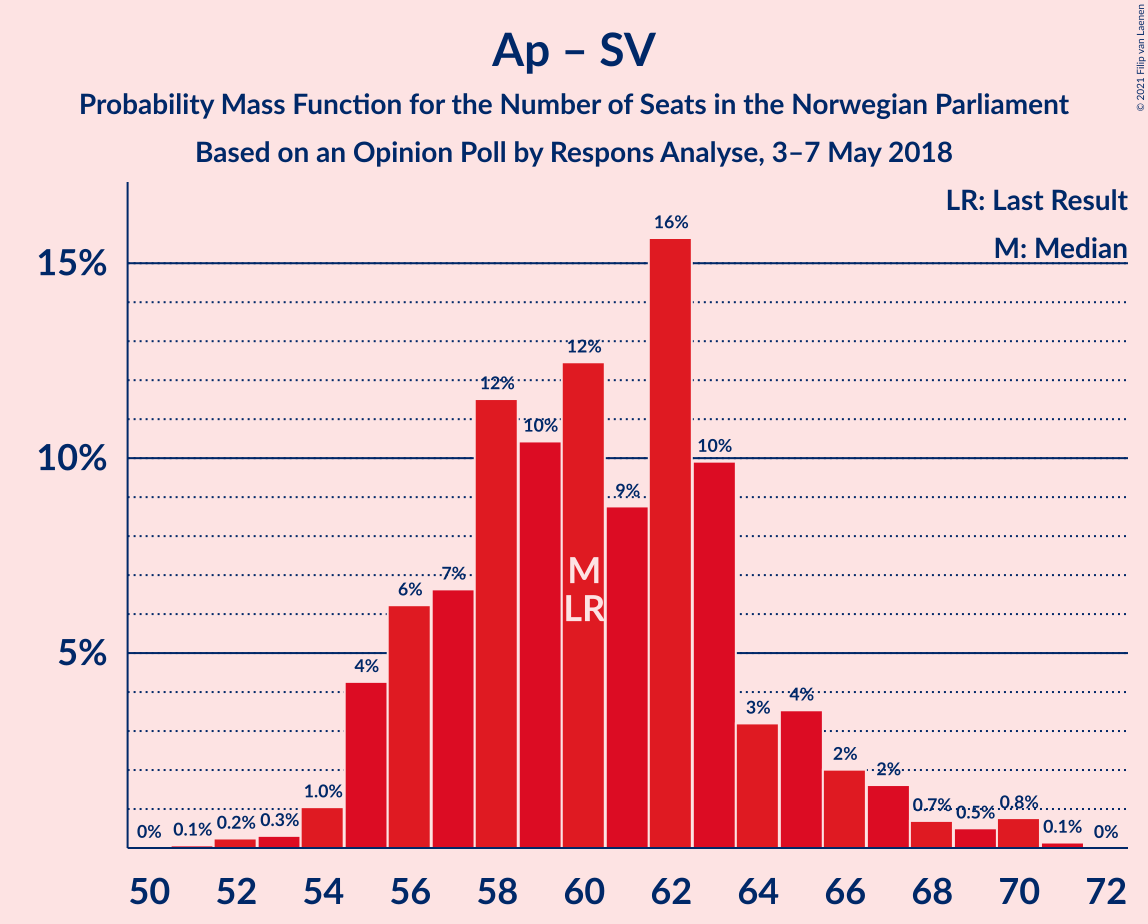 Ap – SV
Probability Mass Function for the Number of Seats in the Norwegian Parliament
Based on an Opinion Poll by Respons Analyse, 3–7 May 2018
© 2021 Filip van Laenen
LR: Last Result
M: Median
15%
10%
5%
0%
0.1%
0.2%
0.3%
1.0%
4%
6%
7%
12%
10%
12%
9%
16%
10%
3%
4%
2%
2%
0.7%
0.5%
0.8%
0.1%
0%
M
LR
50 52 54 56 58 60 62 64 66 68 70 72